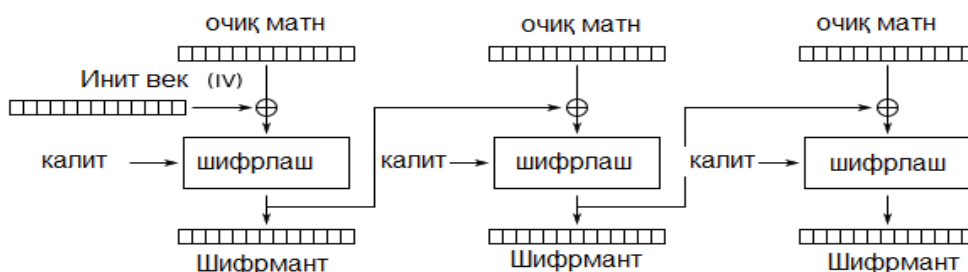 очиқ матн очиқ матн очиқ матн
Инит век (IV)
калит шифрлаш калит шифрлаш калит шифрлаш
Шифрмант Шифрмант Шифрмант